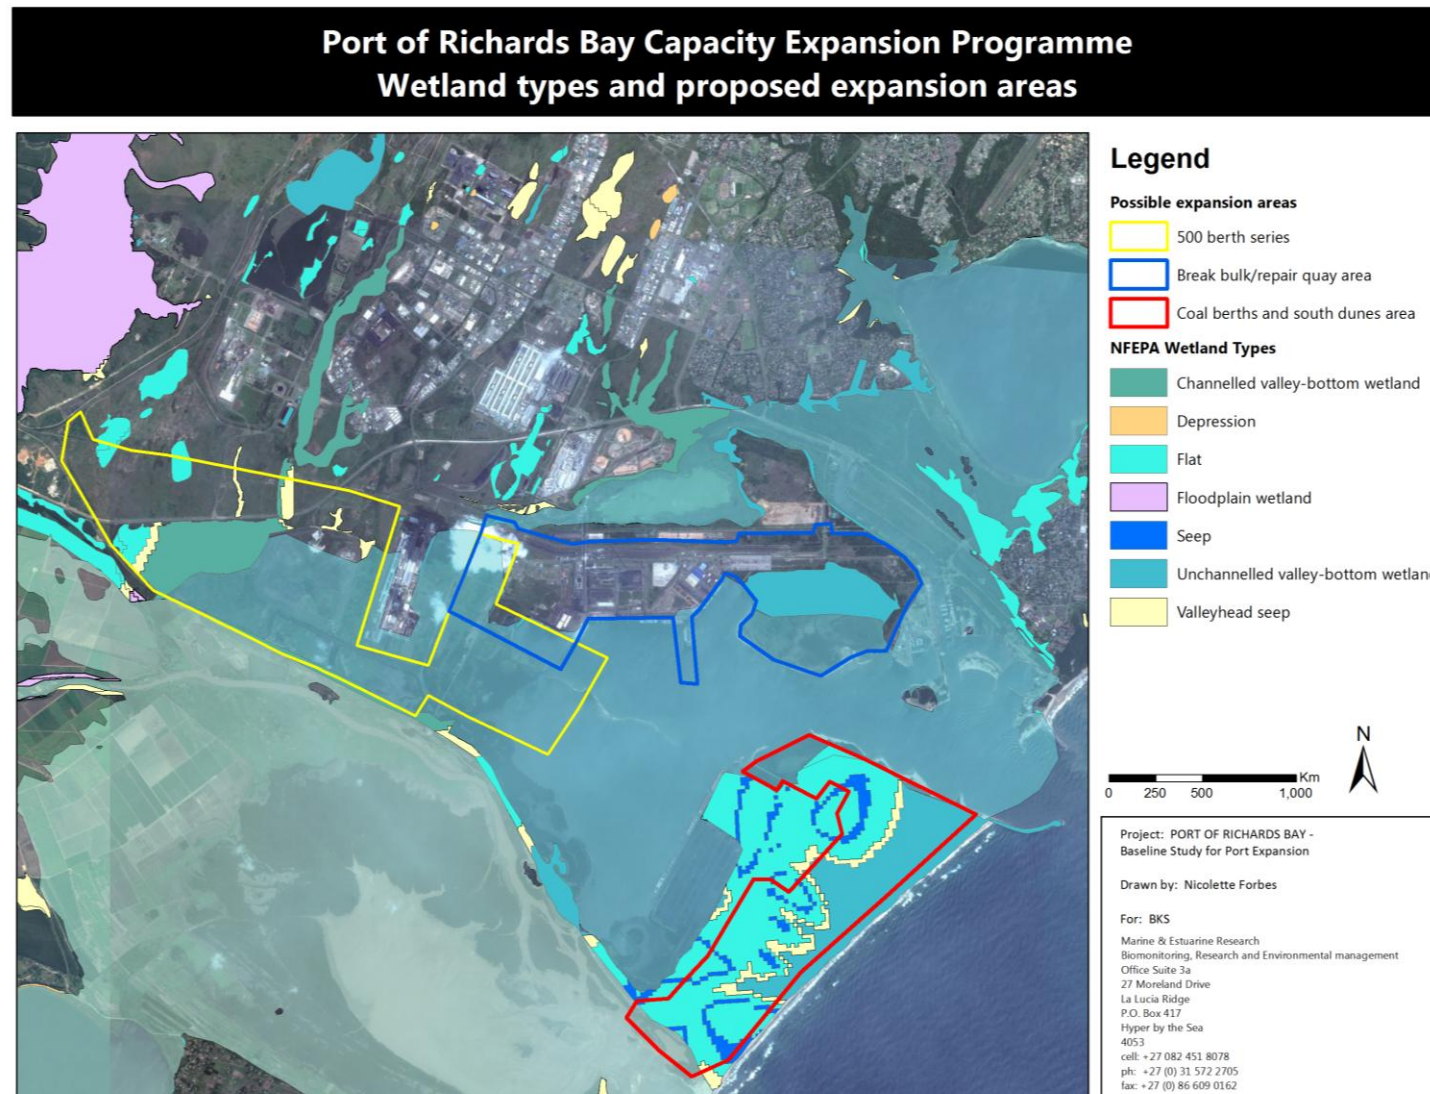 Port of Richards Bay Capacity Expansion Programme
Wetland types and proposed expansion areas
Legend
Possible expansion areas
500 berth series
Break bulk/repair quay area
Coal berths and south dunes area
NFEPA Wetland Types
Channelled valley-bottom wetland
Depression
Flat
Floodplain wetland
Seep
Unchannelled valley-bottom wetlan
Valleyhead seep
N
Km
0 250 500 1,000
Project: PORT OF RICHARDS BAY -
Baseline Study for Port Expansion
Drawn by: Nicolette Forbes
For: BKS
Marine & Estuarine Research
Biomonitoring, Research and Environmental management
Office Suite 3a
27 Moreland Drive
La Lucia Ridge
P.O. Box 417
Hyper by the Sea
4053
cell: +27 082 451 8078
ph: +27 (0) 31 572 2705
fax: +27 (0) 86 609 0162